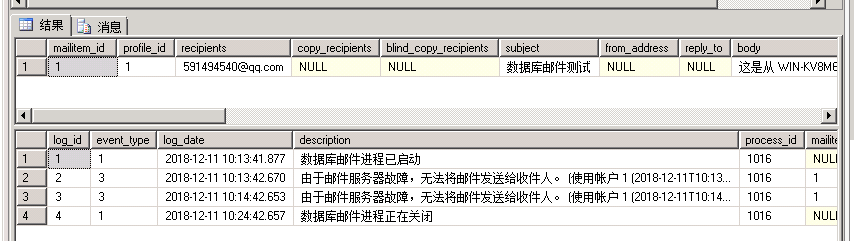 结果 消息
mailitem_id profile_id recipients copy_recipients blind_copy_recipients subject from_address reply_to body
1 1 1 591494540@qq.com NULL NULL 数据库邮件测试 NULL NULL 这是从 WIN-KV8M6
log_id event_type log_date description process_id mailite
1 1 1 2018-12-11 10:13:41.877 数据库邮件进程已启动 1016 NULL
2 2 3 2018-12-11 10:13:42.670 由于邮件服务器故障，无法将邮件发送给收件人。 (使用帐户 1 (2018-12-11T10:13... 1016 1
3 3 3 2018-12-11 10:14:42.653 由于邮件服务器故障，无法将邮件发送给收件人。 (使用帐户 1 (2018-12-11T10:14... 1016 1
4 4 1 2018-12-11 10:24:42.657 数据库邮件进程正在关闭 1016 NULL